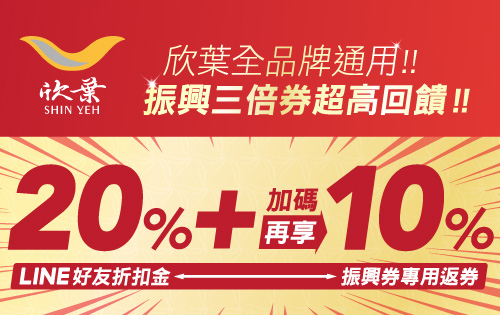 欣葉
SHIN YEH
欣葉全品牌通用!!
振興三倍券超高回饋!!
20%+加碼再享10%
LINE好友折扣金
振興券專用返券